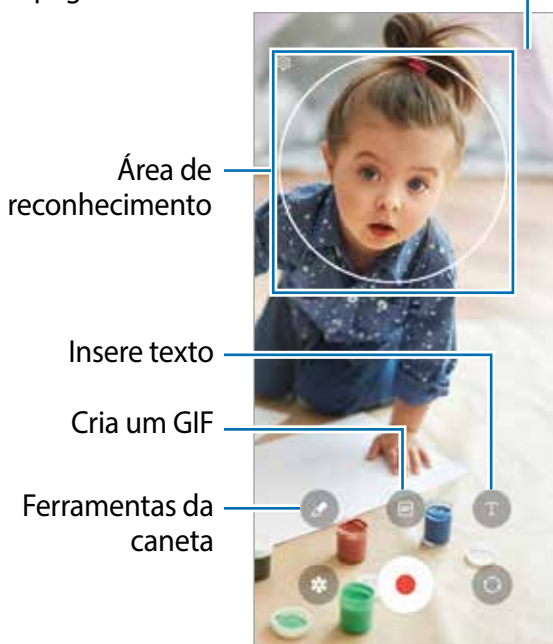 Área de
reconhecimento
Insere texto
Cria um GIF
Ferramentas da
caneta
T